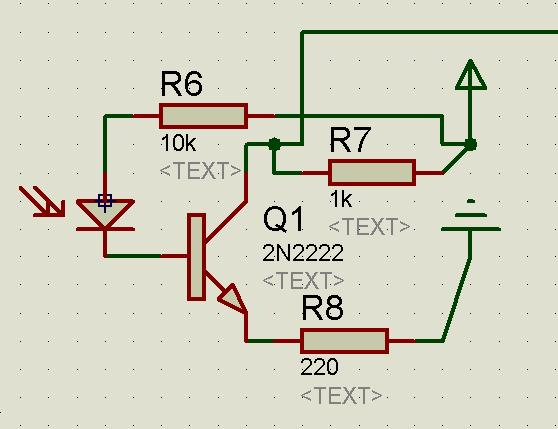 R6
10k
<TEXT>
R7
1k
<TEXT>
Q1
2N2222
<TEXT>
R8
220
<TEXT>